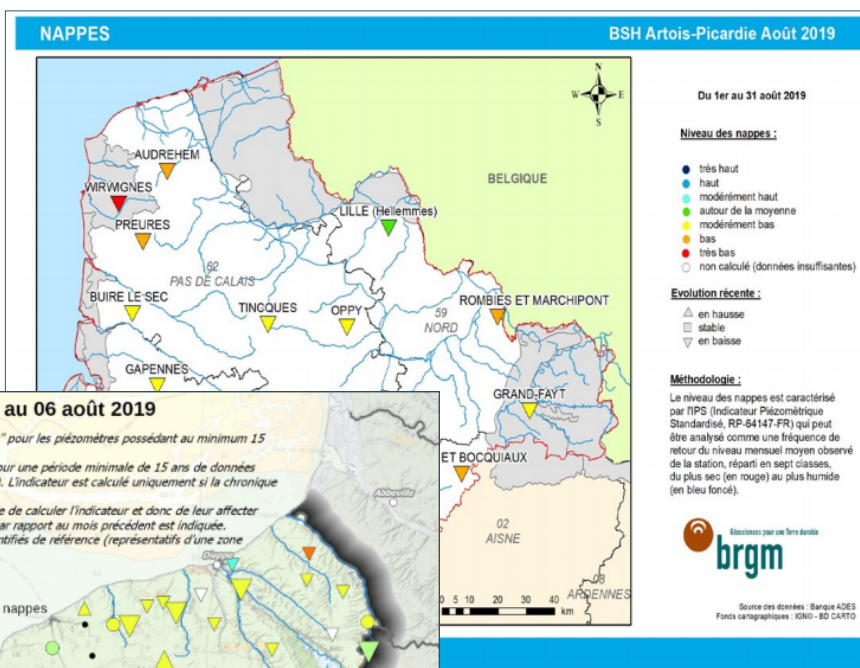 NAPPES
BSH Artois-Picardie Août 2019
Du 1er au 31 août 2019
Niveau des nappes :
très haut
haut
modérément haut
autour de la moyenne
modérément bas
bas
très bas
non calculé (données insuffisantes)
Evolution récente :
en hausse
stable
en baisse
Méthodologie :
Le niveau des nappes est caractérisé
par l'IPS (Indicateur Piézométrique
Standardisé, RP-64147-FR) qui peut
être analysé comme une fréquence de
retour du niveau mensuel moyen observé
de la station, réparti en sept classes,
du plus sec (en rouge) au plus humide
(en bleu foncé).
Géosciences pour une Terre durable
brgm
Source des données : Banque ADES
Fonds cartographiques : IGN© - BD CARTO
N
W
E
S
BELGIQUE
AUDREHEM
WIRWIGNES
PREURES
LILLE (Hellemmes)
62
PAS DE CALAIS
BUIRE LE SEC
TINCQUES
OPPY
59
NORD
ROMBIES ET MARCHIPONT
GAPENNES
GRAND-FAYT
ET BOCQUIAUX
02
AISNE
08
ARDENNES
0 5 10 20 30 40
km
au 06 août 2019
" pour les piézomètres possédant au minimum 15
our une période minimale de 15 ans de données
). L'indicateur est calculé uniquement si la chronique
e de calculer l'indicateur et donc de leur affecter
ar rapport au mois précédent est indiquée.
ntifiés de référence (représentatifs d'une zone
nappes
Abbeville
Dieppe